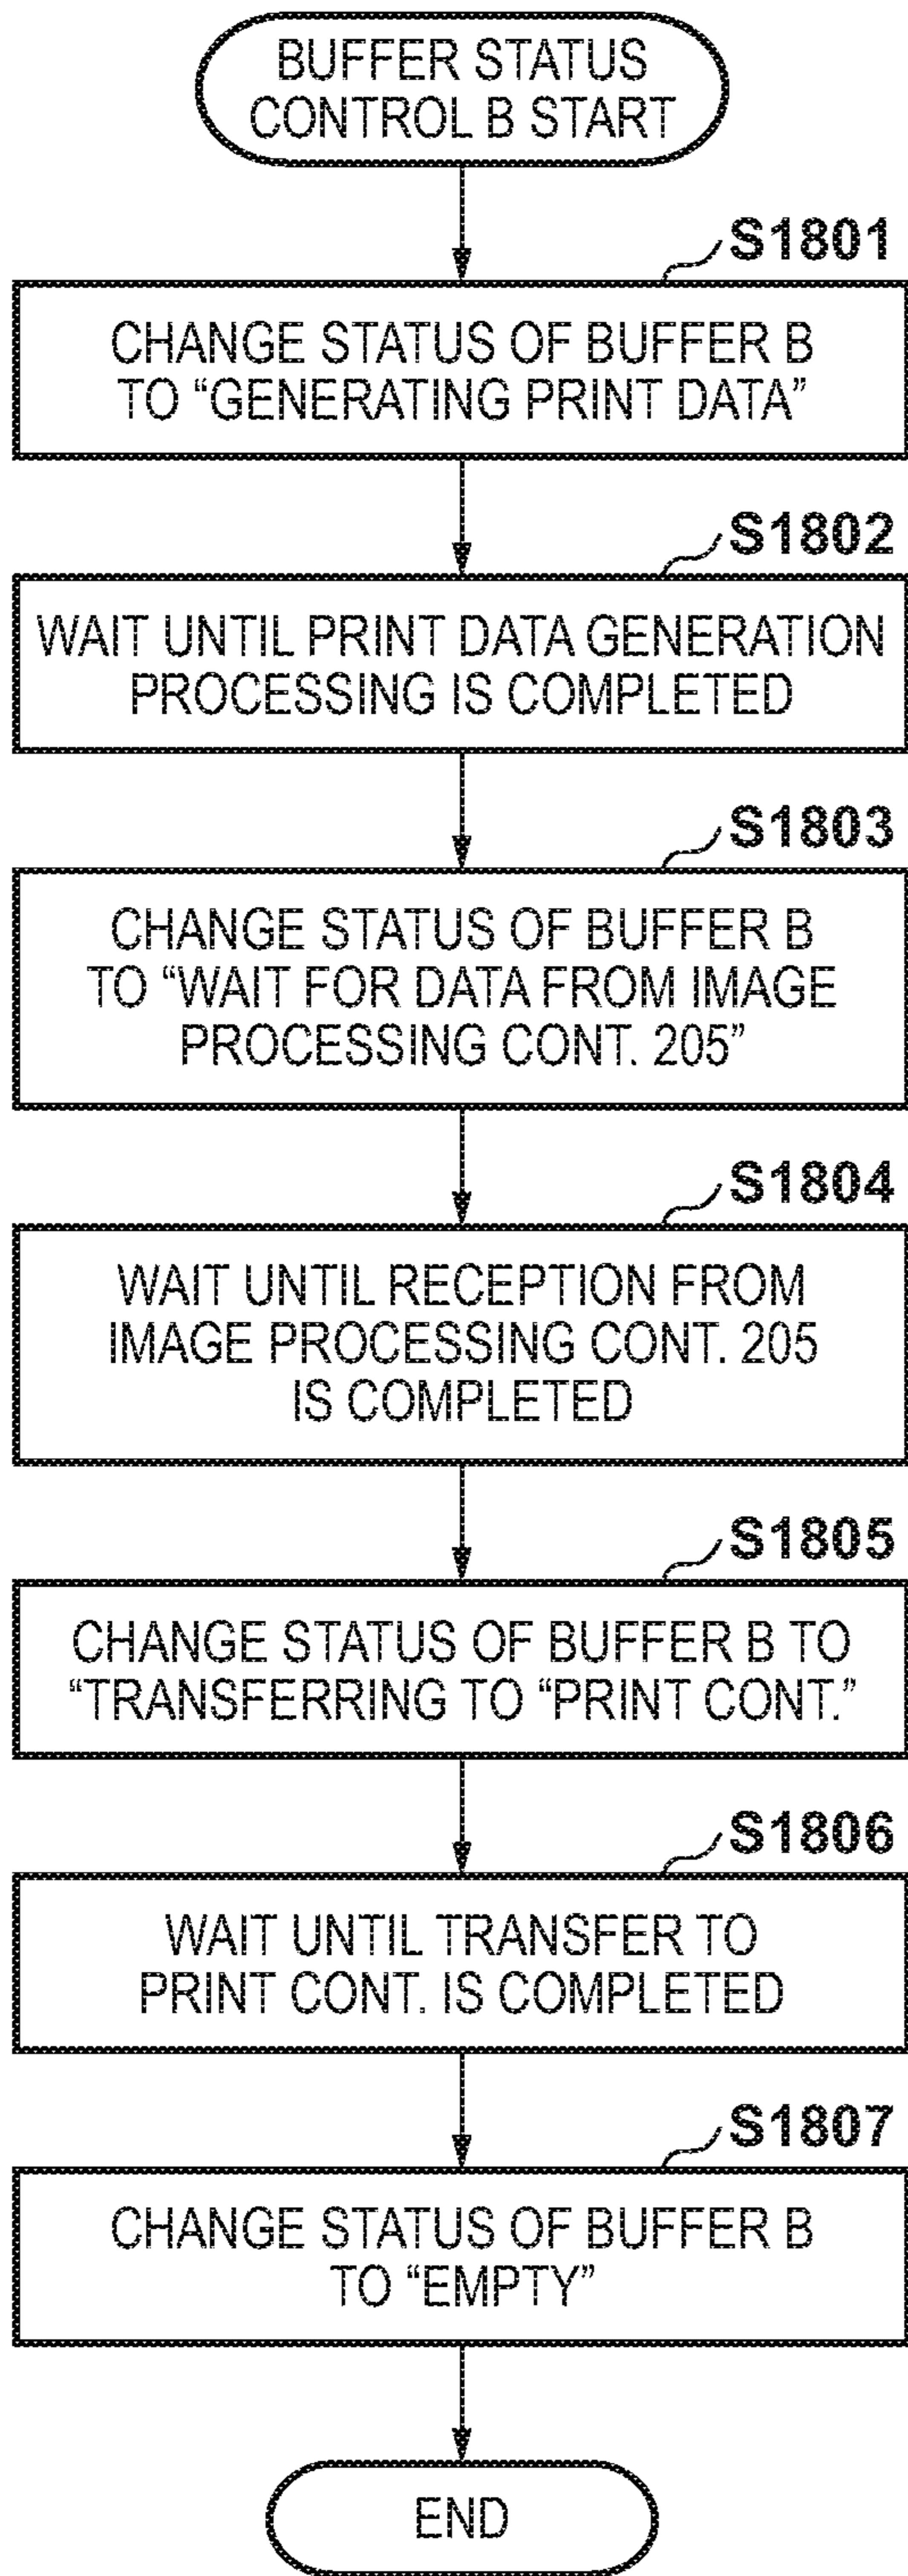 BUFFER STATUS
CONTROL B START
S1801
CHANGE STATUS OF BUFFER B
TO “GENERATING PRINT DATA”
S1802
WAIT UNTIL PRINT DATA GENERATION
PROCESSING IS COMPLETED
S1803
CHANGE STATUS OF BUFFER B
TO “WAIT FOR DATA FROM IMAGE
PROCESSING CONT. 205”
S1804
WAIT UNTIL RECEPTION FROM
IMAGE PROCESSING CONT. 205
IS COMPLETED
S1805
CHANGE STATUS OF BUFFER B TO
“TRANSFERRING TO “PRINT CONT.”
S1806
WAIT UNTIL TRANSFER TO
PRINT CONT. IS COMPLETED
S1807
CHANGE STATUS OF BUFFER B
TO “EMPTY”
END